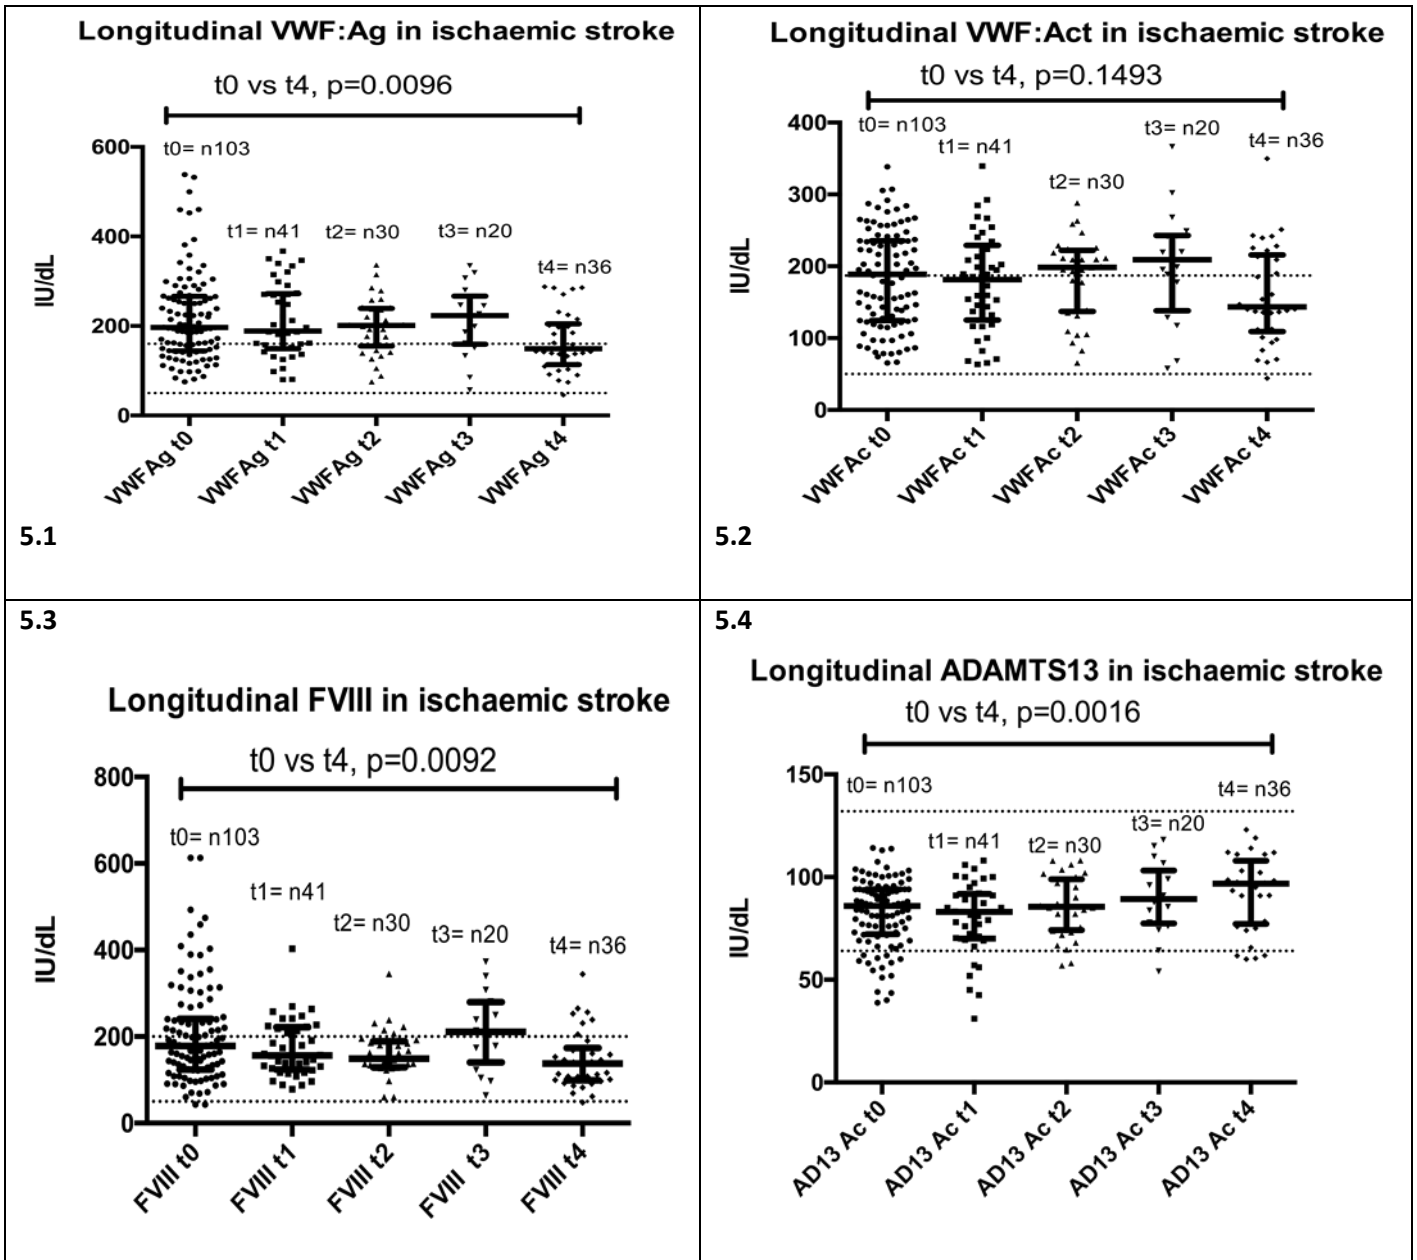 Longitudinal VWF:Ag in ischaemic stroke
t0 vs t4, p=0.0096
600
400
200
0
IU/dL
t0= n103
t1= n41
t2= n30
t3= n20
t4= n36
VWFAg t0
VWFAg t1
VWFAg t2
VWFAg t3
VWFAg t4
5.1
Longitudinal VWF:Act in ischaemic stroke
t0 vs t4, p=0.1493
400
300
200
100
0
IU/dL
t0= n103
t1= n41
t2= n30
t3= n20
t4= n36
VWFAc t0
VWFAc t1
VWFAc t2
VWFAc t3
VWFAc t4
5.2
5.3
Longitudinal FVIII in ischaemic stroke
t0 vs t4, p=0.0092
800
600
400
200
0
IU/dL
t0= n103
t1= n41
t2= n30
t3= n20
t4= n36
FVIII t0
FVIII t1
FVIII t2
FVIII t3
FVIII t4
5.4
Longitudinal ADAMTS13 in ischaemic stroke
t0 vs t4, p=0.0016
150
100
50
0
IU/dL
t0= n103
t1= n41
t2= n30
t3= n20
t4= n36
AD13 Ac t0
AD13 Ac t1
AD13 Ac t2
AD13 Ac t3
AD13 Ac t4